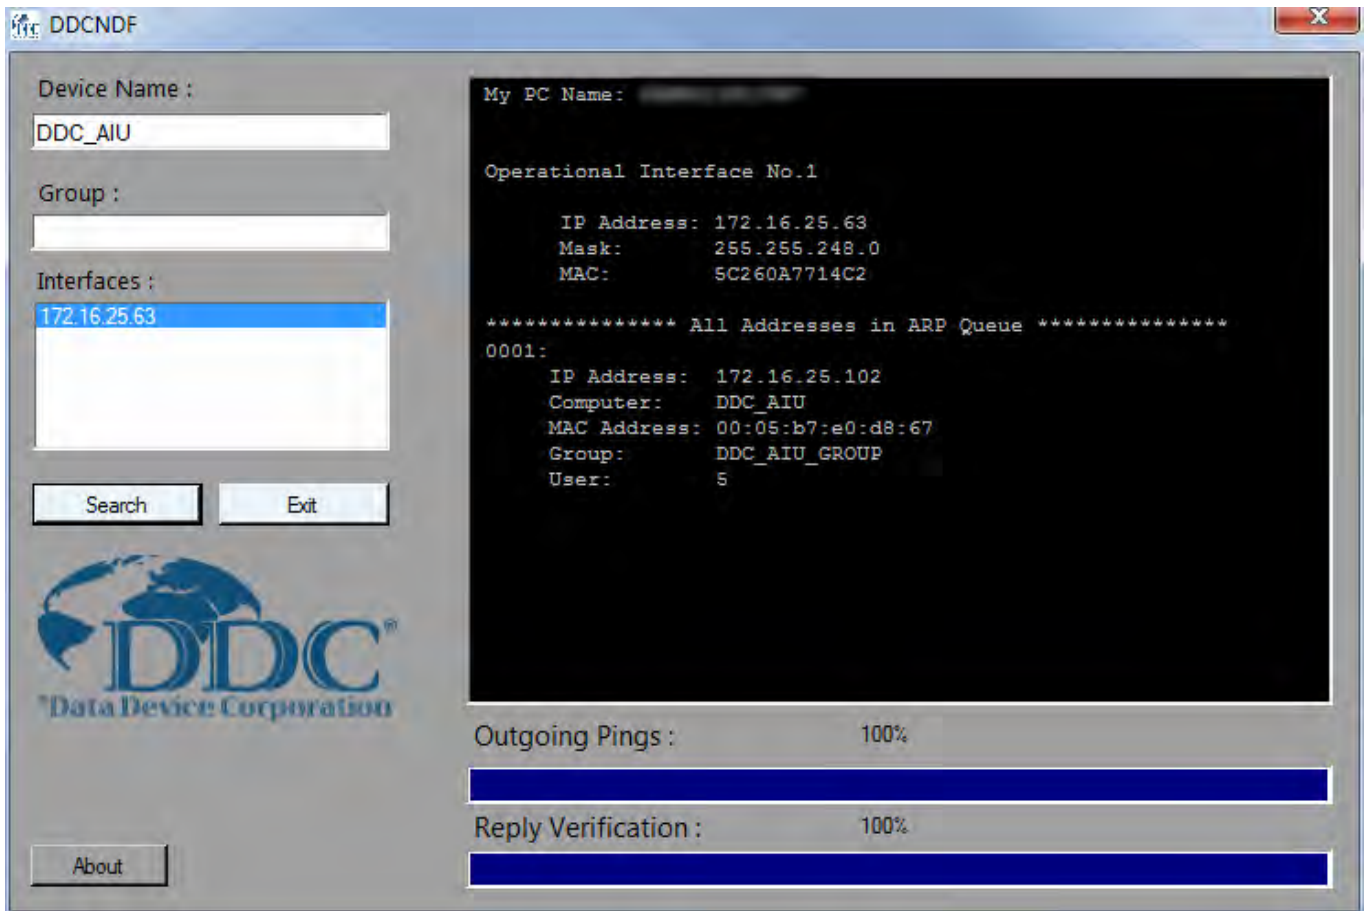 DDCNDF
Device Name :
DDC_AIU
Group :
Interfaces :
172.16.25.63
Search
Exit
DDC®
Data Device Corporation
About
My PC Name:
Operational Interface No.1
IP Address: 172.16.25.63
Mask: 255.255.248.0
MAC: 5C260A7714C2
*************** All Addresses in ARP Queue ***************
0001:
IP Address: 172.16.25.102
Computer: DDC_AIU
MAC Address: 00:05:b7:e0:d8:67
Group: DDC_AIU_GROUP
User: 5
Outgoing Pings : 100%
Reply Verification : 100%